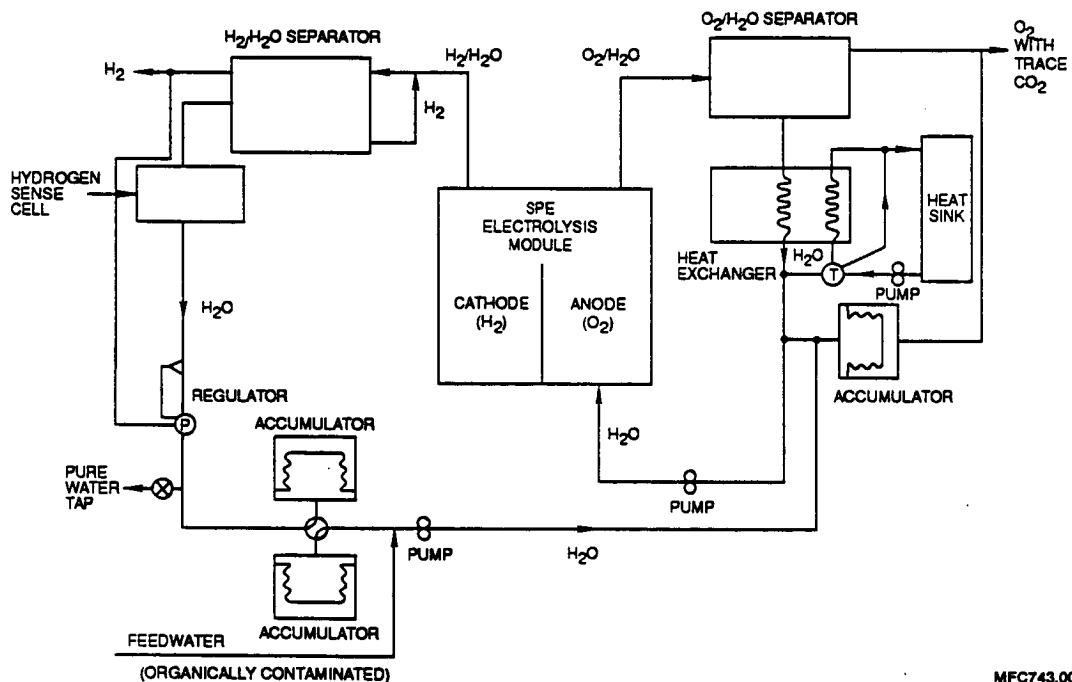 H2/H2O SEPARATOR
O2/H2O SEPARATOR
H2
H2/H2O
O2/H2O
O2
WITH
TRACE
CO2
H2
HYDROGEN
SENSE
CELL
SPE
ELECTROLYSIS
MODULE
HEAT
SINK
HEAT
EXCHANGER
H2O
T
PUMP
CATHODE
(H2)
ANODE
(O2)
H2O
ACCUMULATOR
REGULATOR
P
ACCUMULATOR
H2O
PURE
WATER
TAP
PUMP
PUMP
H2O
ACCUMULATOR
FEEDWATER
(ORGANICALLY CONTAMINATED)